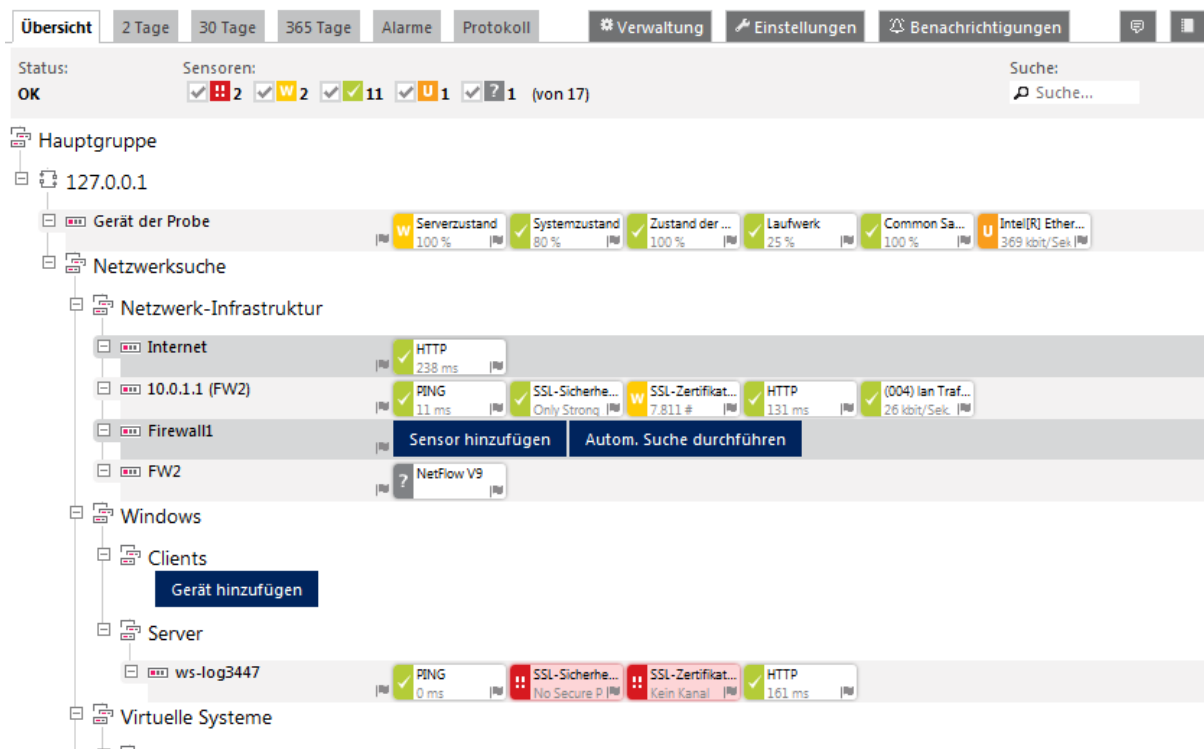 Übersicht 2 Tage 30 Tage 365 Tage Alarme Protokoll Verwaltung Einstellungen Benachrichtigungen
Status: Sensoren: Suche:
OK !! 2 W 2 11 U 1 ? 1 (von 17) Suche...
Hauptgruppe
127.0.0.1
Gerät der Probe W Serverzustand Systemzustand Zustand der ... Laufwerk Common Sa... U Intel[R] Ether...
100 % 80 % 100 % 25 % 100 % 369 kbit/Sek
Netzwerksuche
Netzwerk-Infrastruktur
Internet HTTP
238 ms
10.0.1.1 (FW2) PING SSL-Sicherhe... W SSL-Zertifikat... HTTP (004) lan Traf...
11 ms Only Strong 7.811 # 131 ms 26 kbit/Sek.
Firewall1 Sensor hinzufügen Autom. Suche durchführen
FW2 ? NetFlow V9
Windows
Clients
Gerät hinzufügen
Server
ws-log3447 PING !! SSL-Sicherhe... !! SSL-Zertifikat... HTTP
0 ms No Secure P Kein Kanal 161 ms
Virtuelle Systeme